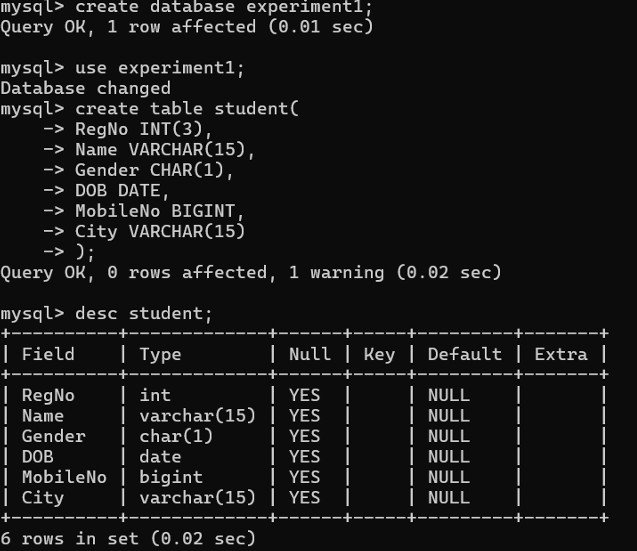 mysql> create database experiment1;
Query OK, 1 row affected (0.01 sec)

mysql> use experiment1;
Database changed
mysql> create table student(
    -> RegNo INT(3),
    -> Name VARCHAR(15),
    -> Gender CHAR(1),
    -> DOB DATE,
    -> MobileNo BIGINT,
    -> City VARCHAR(15)
    -> );
Query OK, 0 rows affected, 1 warning (0.02 sec)

mysql> desc student;
+----------+-------------+------+-----+---------+-------+
| Field    | Type        | Null | Key | Default | Extra |
+----------+-------------+------+-----+---------+-------+
| RegNo    | int         | YES  |     | NULL    |       |
| Name     | varchar(15) | YES  |     | NULL    |       |
| Gender   | char(1)     | YES  |     | NULL    |       |
| DOB      | date        | YES  |     | NULL    |       |
| MobileNo | bigint      | YES  |     | NULL    |       |
| City     | varchar(15) | YES  |     | NULL    |       |
+----------+-------------+------+-----+---------+-------+
6 rows in set (0.02 sec)